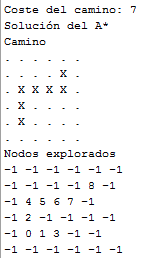 Coste del camino: 7
Solución del A*
Camino
. . . . . .
. . . . x .
. x x x x .
. x . . . .
. x . . . .
. . . . . .
Nodos explorados
-1 -1 -1 -1 -1 -1
-1 -1 -1 -1 8 -1
-1 4 5 6 7 -1
-1 2 -1 -1 -1 -1
-1 0 1 3 -1 -1
-1 -1 -1 -1 -1 -1